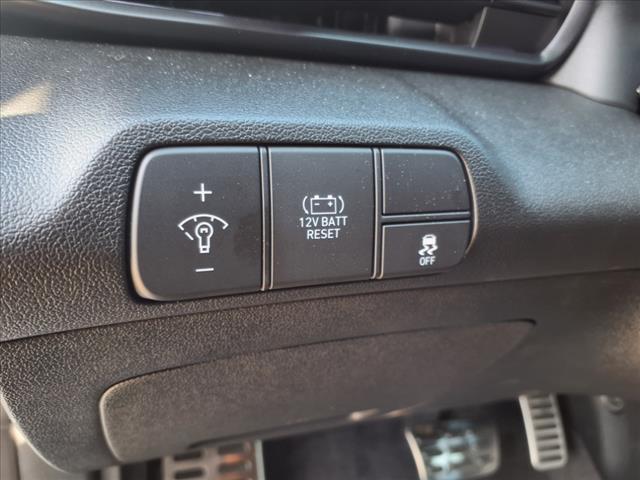 +
12V BATT
RESET
OFF
−